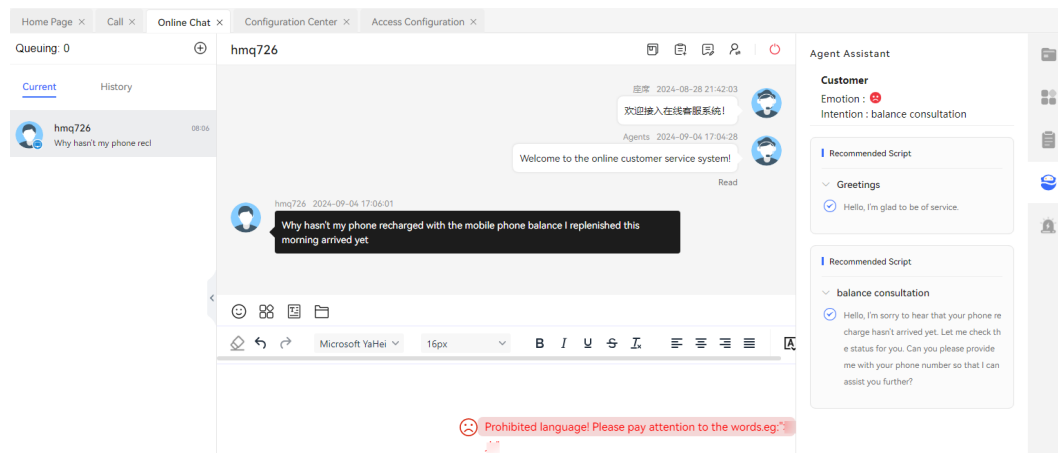 Home Page × Call × Online Chat × Configuration Center × Access Configuration ×
Queuing: 0
Current History
hmq726 08:06
Why hasn't my phone recl
hmq726
座席 2024-08-28 21:42:03
欢迎接入在线客服系统!
Agents 2024-09-04 17:04:28
Welcome to the online customer service system!
Read
hmq726 2024-09-04 17:06:01
Why hasn't my phone recharged with the mobile phone balance I replenished this
morning arrived yet
Microsoft YaHei 16px
B I U S Ix A
Prohibited language! Please pay attention to the words.eg:"
Agent Assistant
Customer
Emotion :
Intention : balance consultation
Recommended Script
Greetings
Hello, I'm glad to be of service.
Recommended Script
balance consultation
Hello, I'm sorry to hear that your phone re
charge hasn't arrived yet. Let me check th
e status for you. Can you please provide
me with your phone number so that I can
assist you further?